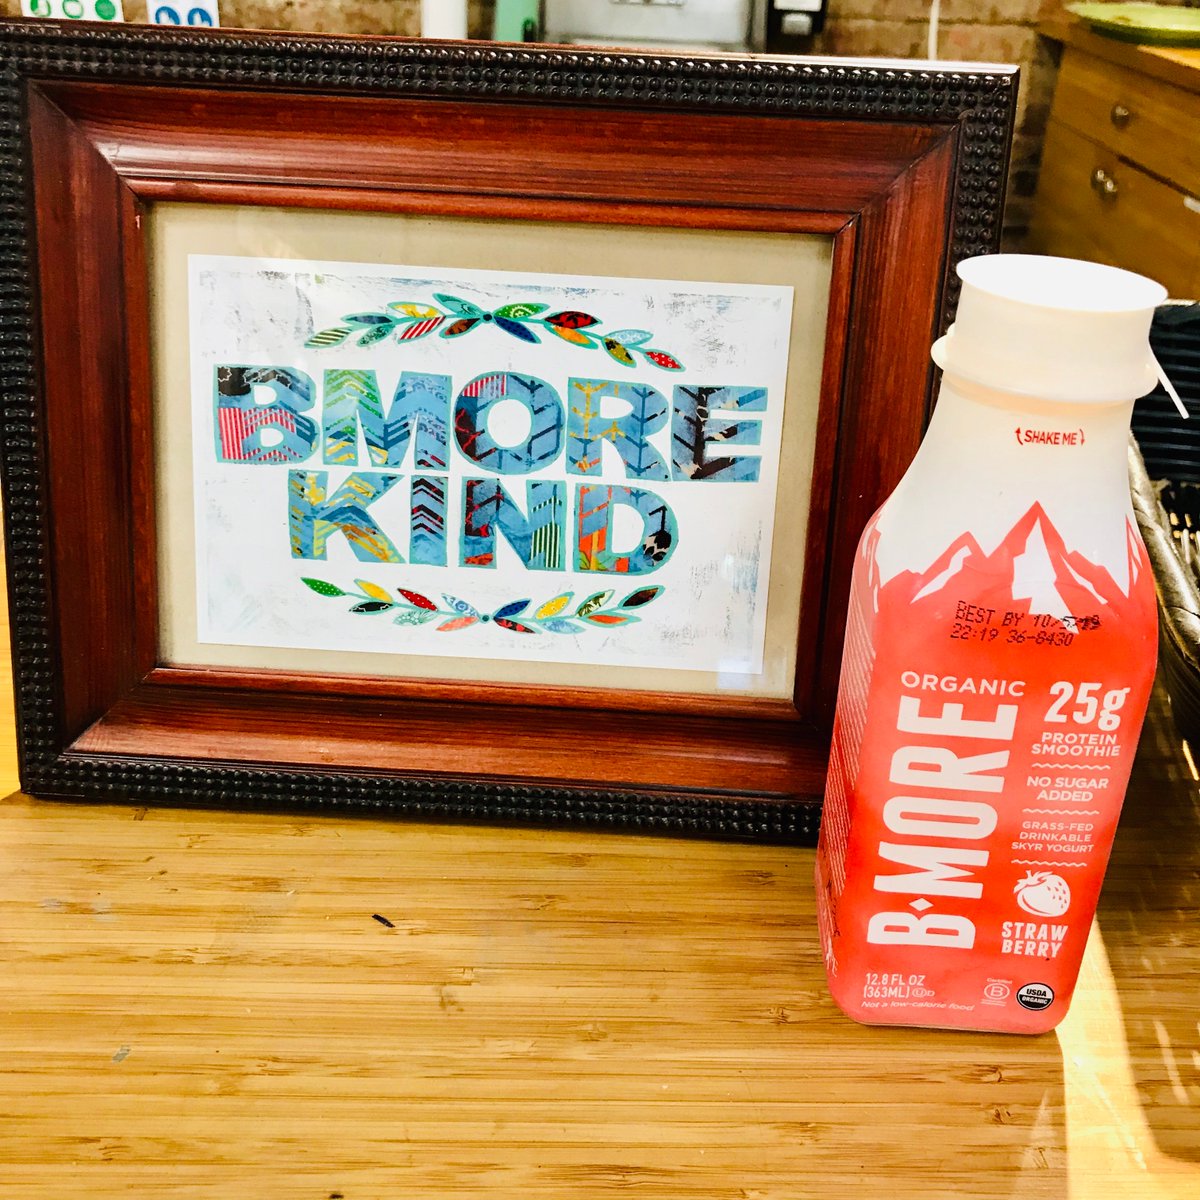 BMORE
KIND
SHAKE ME
BEST BY 10/5/19
22:19 36-8430
ORGANIC
B•MORE
25g
PROTEIN
SMOOTHIE
NO SUGAR
ADDED
GRASS-FED
DRINKABLE
SKYR YOGURT
STRAW
BERRY
12.8 FL OZ
(363ML) U D
Not a low-calorie food
Certified
B
USDA
ORGANIC